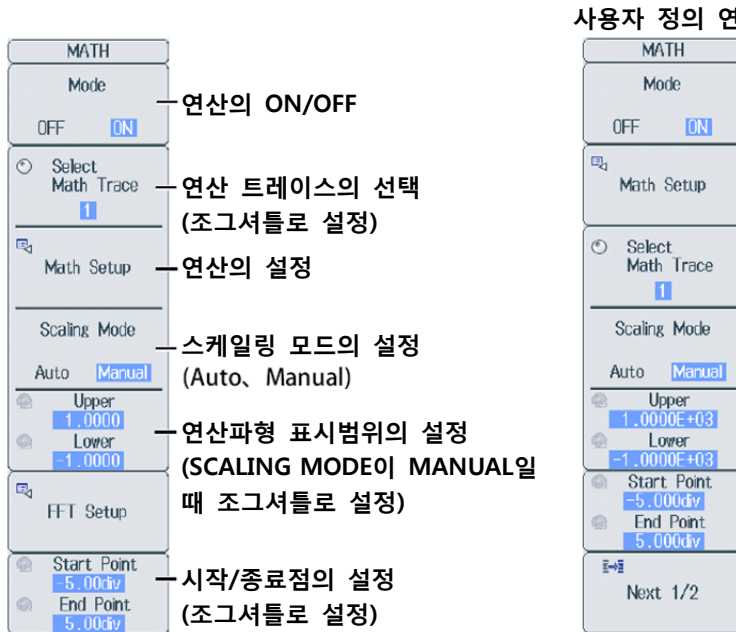 MATH
Mode
OFF ON
연산의 ON/OFF
Select
Math Trace
1
연산 트레이스의 선택
(조그셔틀로 설정)
Math Setup
연산의 설정
Scaling Mode
Auto Manual
스케일링 모드의 설정
(Auto、Manual)
Upper
1.0000
Lower
-1.0000
연산파형 표시범위의 설정
(SCALING MODE이 MANUAL일
때 조그셔틀로 설정)
FFT Setup
Start Point
-5.00div
End Point
5.00div
시작/종료점의 설정
(조그셔틀로 설정)
사용자 정의 연
MATH
Mode
OFF ON
Math Setup
Select
Math Trace
1
Scaling Mode
Auto Manual
Upper
1.0000E+03
Lower
-1.0000E+03
Start Point
-5.000div
End Point
5.000div
Next 1/2